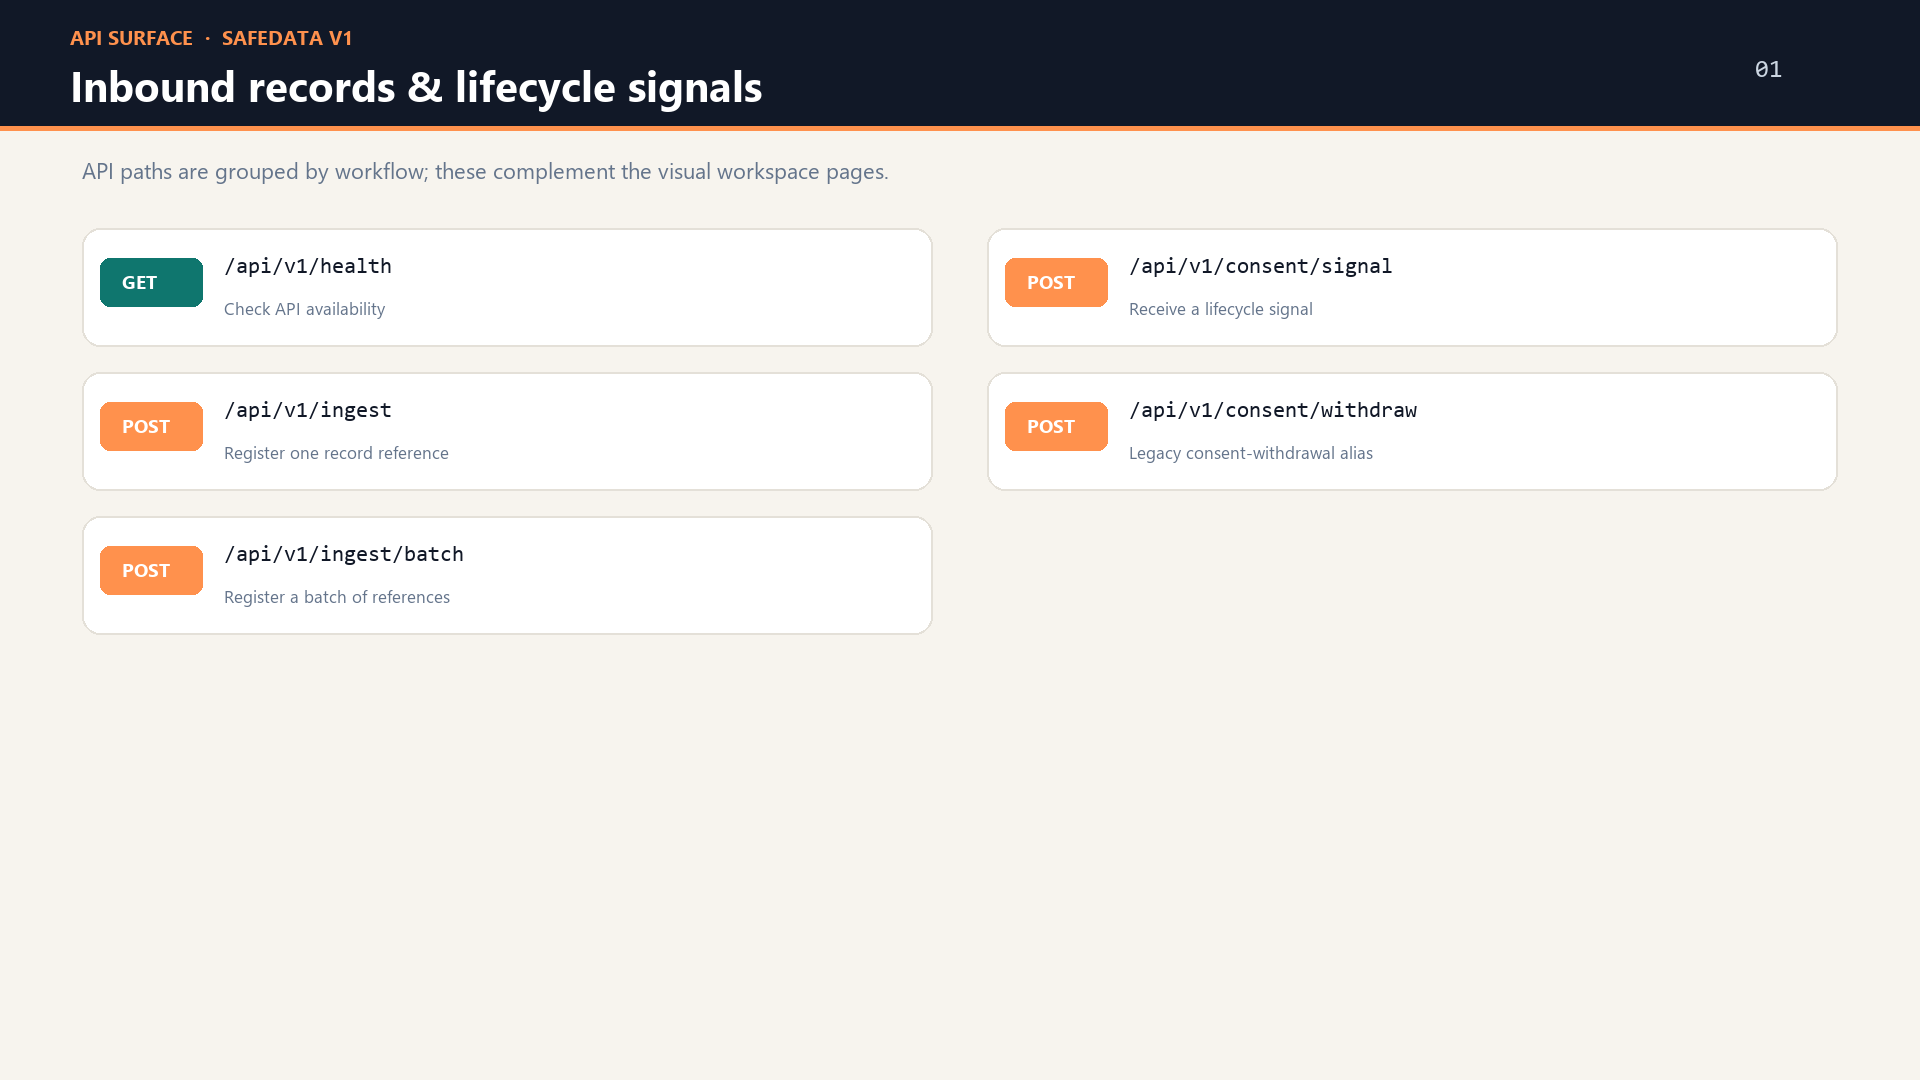 API SURFACE · SAFEDATA V1
Inbound records & lifecycle signals
01
API paths are grouped by workflow; these complement the visual workspace pages.
GET
/api/v1/health
Check API availability
POST
/api/v1/ingest
Register one record reference
POST
/api/v1/ingest/batch
Register a batch of references
POST
/api/v1/consent/signal
Receive a lifecycle signal
POST
/api/v1/consent/withdraw
Legacy consent-withdrawal alias